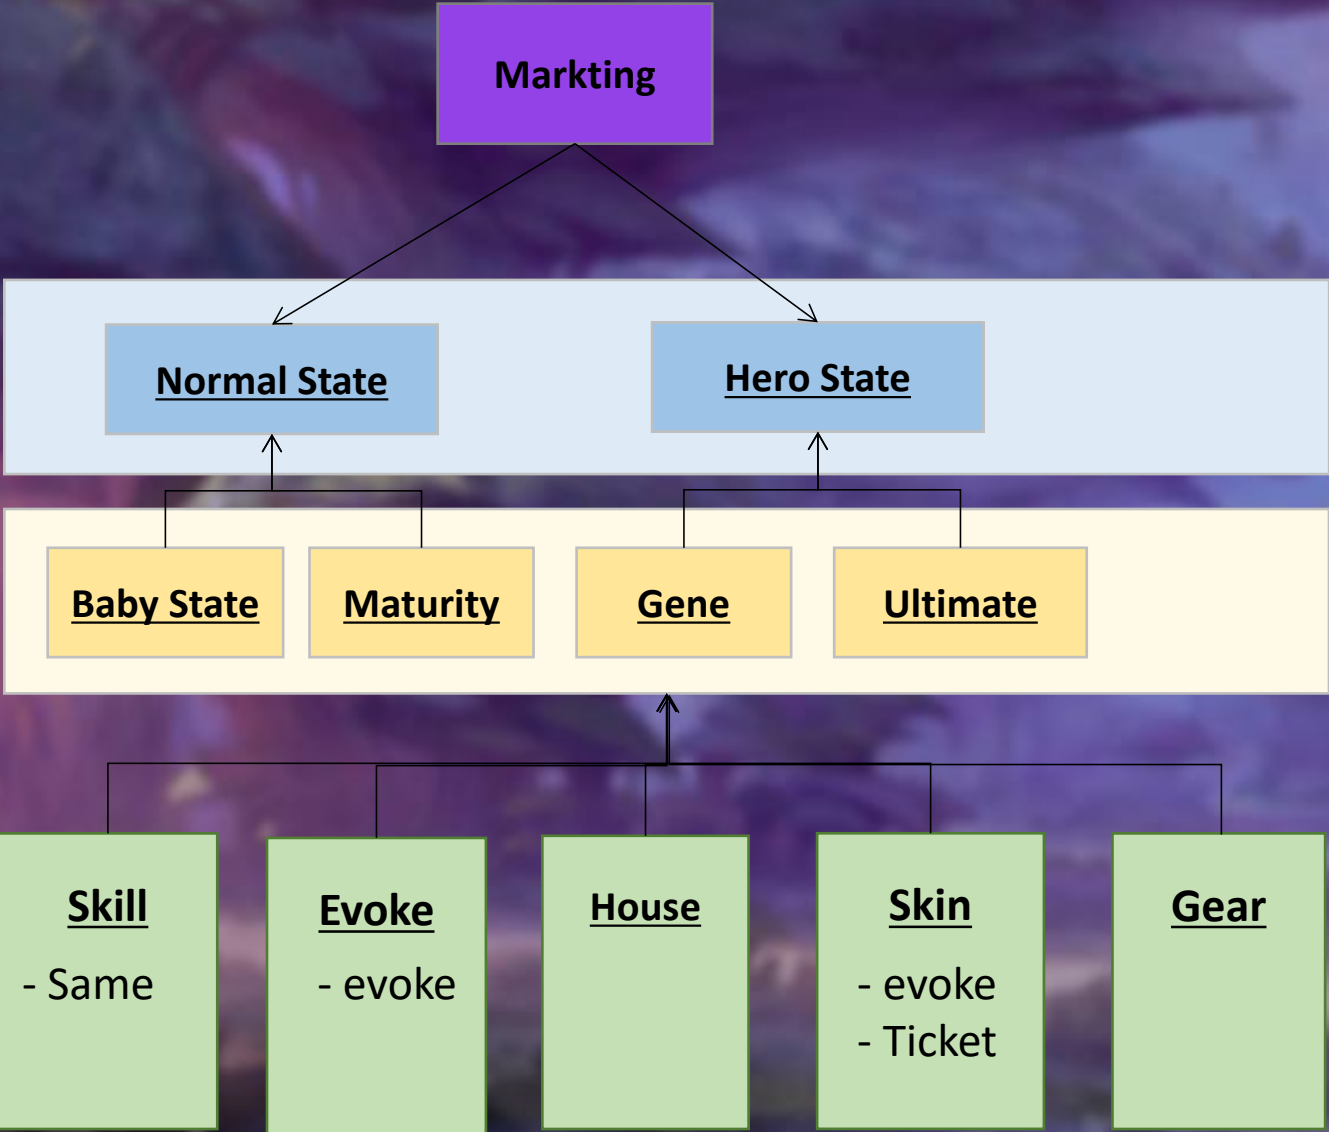 Markting
Normal State
Hero State
Baby State
Maturity
Gene
Ultimate
Skill
- Same
Evoke
- evoke
House
Skin
- evoke
- Ticket
Gear